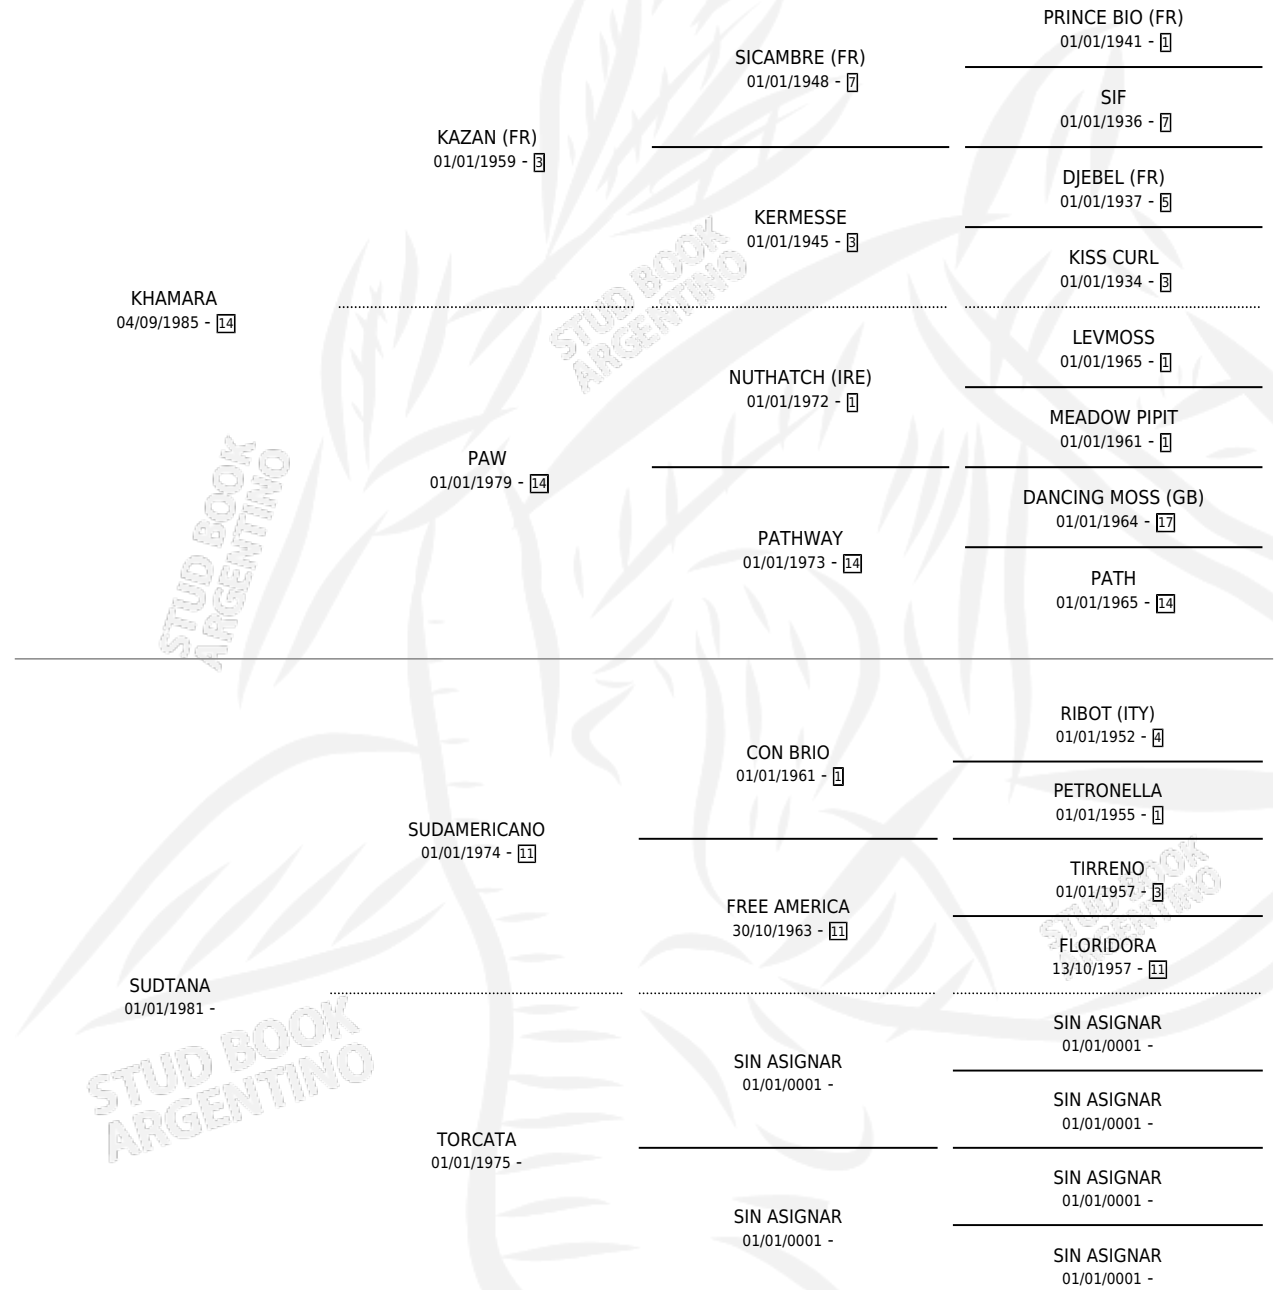 PRINCE BIO (FR)
01/01/1941 - 1
SICAMBRE (FR)
01/01/1948 - 7
SIF
01/01/1936 - 7
KAZAN (FR)
01/01/1959 - 3
DJEBEL (FR)
01/01/1937 - 5
KERMESSE
01/01/1945 - 3
KISS CURL
01/01/1934 - 3
KHAMARA
04/09/1985 - 14
STUD BOOK
ARGENTINO
LEVMOSS
01/01/1965 - 1
NUTHATCH (IRE)
01/01/1972 - 1
MEADOW PIPIT
01/01/1961 - 1
PAW
01/01/1979 - 14
DANCING MOSS (GB)
01/01/1964 - 17
PATHWAY
01/01/1973 - 14
PATH
01/01/1965 - 14
STUD BOOK
ARGENTINO
RIBOT (ITY)
01/01/1952 - 4
CON BRIO
01/01/1961 - 1
PETRONELLA
01/01/1955 - 1
SUDAMERICANO
01/01/1974 - 11
TIRRENO
01/01/1957 - 3
FREE AMERICA
30/10/1963 - 11
FLORIDORA
13/10/1957 - 11
STUD BOOK
ARGENTINO
SUDTANA
01/01/1981 -
SIN ASIGNAR
01/01/0001 -
SIN ASIGNAR
01/01/0001 -
SIN ASIGNAR
01/01/0001 -
STUD BOOK
ARGENTINO
TORCATA
01/01/1975 -
SIN ASIGNAR
01/01/0001 -
SIN ASIGNAR
01/01/0001 -
SIN ASIGNAR
01/01/0001 -